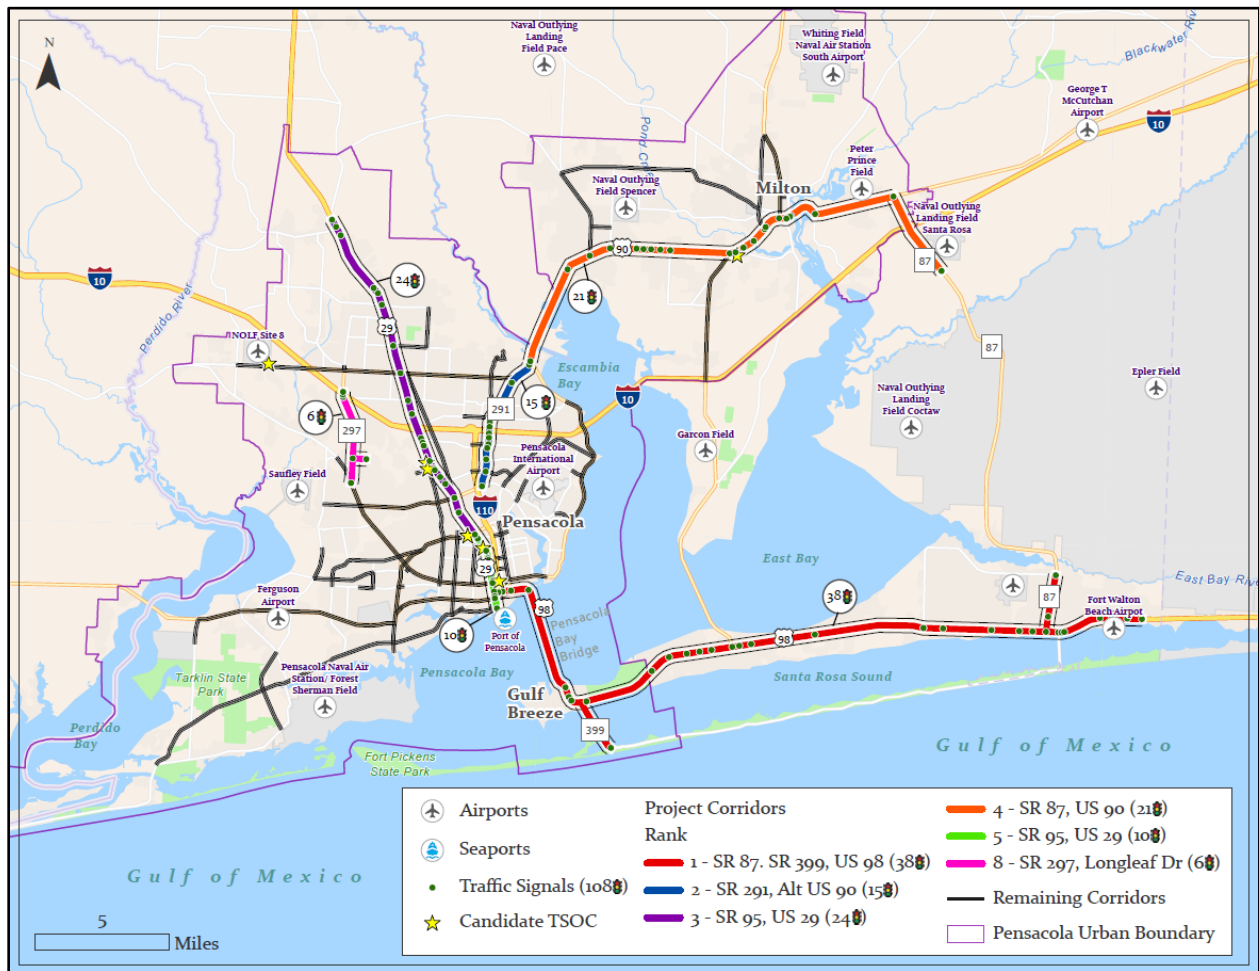 N
Naval Outlying
Landing
Field Pace
Whiting Field
Naval Air Station
South Airport
Blackwater River
George T
McCutchan
Airport
10
Pond Creek
Peter
Prince
Field
Naval Outlying
Field Spencer
Milton
Naval Outlying
Landing Field
Santa Rosa
90
87
10
24
21
Perdido River
29
NOLF Site 8
87
Escambia
Bay
Epler Field
6
297
291
15
10
Naval Outlying
Landing
Field Coctaw
Saufley Field
Pensacola
International
Airport
Garcon Field
110
Pensacola
East Bay
29
East Bay River
Ferguson
Airport
38
87
Fort Walton
Beach Airpot
98
10
Port of
Pensacola
Pensacola
Bay
Bridge
98
Pensacola Naval Air
Station/ Forest
Sherman Field
Tarklin State
Park
Pensacola Bay
Santa Rosa Sound
Gulf
Breeze
399
Perdido
Bay
Fort Pickens
State Park
Gulf of Mexico
Gulf of Mexico
5
Miles
Airports
Seaports
Traffic Signals (108)
Candidate TSOC
Project Corridors
Rank
1 - SR 87. SR 399, US 98 (38)
2 - SR 291, Alt US 90 (15)
3 - SR 95, US 29 (24)
4 - SR 87, US 90 (21)
5 - SR 95, US 29 (10)
8 - SR 297, Longleaf Dr (6)
Remaining Corridors
Pensacola Urban Boundary